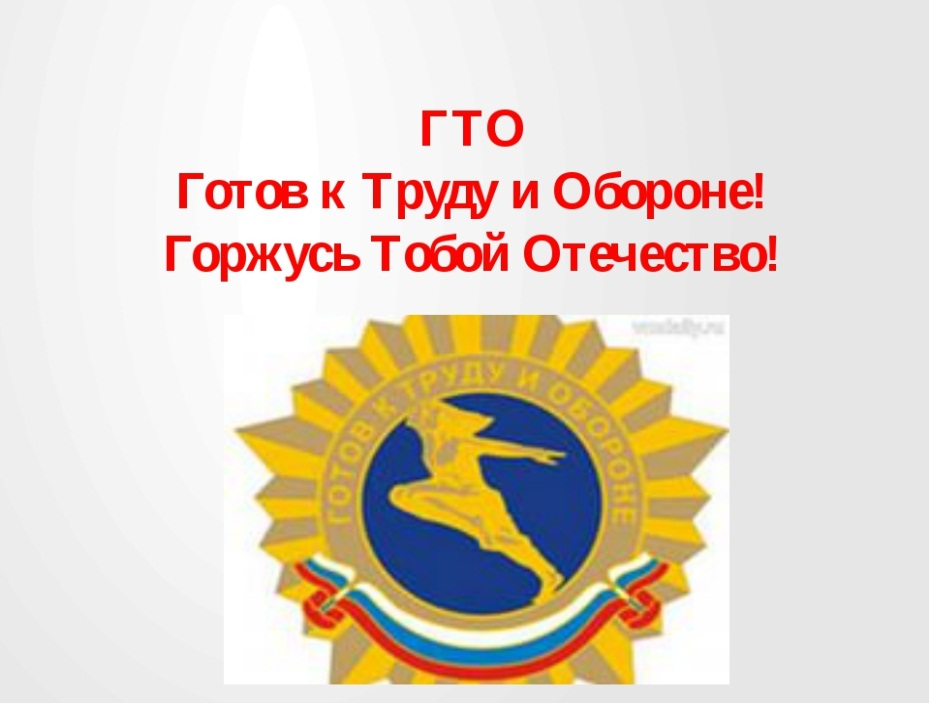 ГТО
Готов к Труду и Обороне!
Горжусь Тобой Отечество!
ГОТОВ К ТРУДУ И ОБОРОНЕ